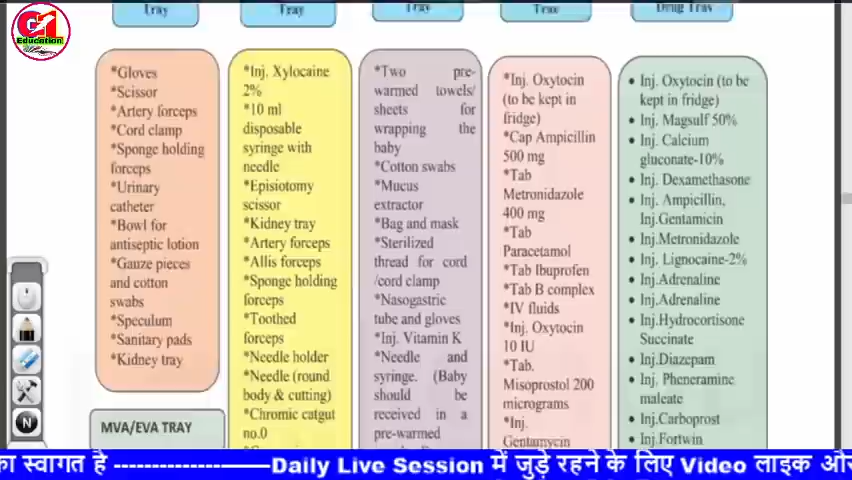 G1
Education
Tray
Tray
Tray
Tray
Drug Tray
*Gloves
*Scissor
*Artery forceps
*Cord clamp
*Sponge holding
forceps
*Urinary
catheter
*Bowl for
antiseptic lotion
*Gauze pieces
and cotton
swabs
*Speculum
*Sanitary pads
*Kidney tray
*Inj. Xylocaine
2%
*10 ml
disposable
syringe with
needle
*Episiotomy
scissor
*Kidney tray
*Artery forceps
*Allis forceps
*Sponge holding
forceps
*Toothed
forceps
*Needle holder
*Needle (round
body & cutting)
*Chromic catgut
no.0
*Two pre-
warmed towels/
sheets for
wrapping the
baby
*Cotton swabs
*Mucus
extractor
*Bag and mask
*Sterilized
thread for cord
/cord clamp
*Nasogastric
tube and gloves
*Inj. Vitamin K
*Needle and
syringe. (Baby
should be
received in a
pre-warmed
*Inj. Oxytocin
(to be kept in
fridge)
*Cap Ampicillin
500 mg
*Tab
Metronidazole
400 mg
*Tab
Paracetamol
*Tab Ibuprofen
*Tab B complex
*IV fluids
*Inj. Oxytocin
10 IU
*Tab.
Misoprostol 200
micrograms
*Inj.
Gentamycin
• Inj. Oxytocin (to be
kept in fridge)
• Inj. Magsulf 50%
• Inj. Calcium
gluconate-10%
• Inj. Dexamethasone
• Inj. Ampicillin,
Inj.Gentamicin
• Inj.Metronidazole
• Inj. Lignocaine-2%
• Inj.Adrenaline
• Inj.Adrenaline
• Inj.Hydrocortisone
Succinate
• Inj.Diazepam
• Inj. Pheneramine
maleate
• Inj.Carboprost
• Inj.Fortwin
MVA/EVA TRAY
N
का स्वागत है --------------------Daily Live Session में जुड़े रहने के लिए Video लाइक और